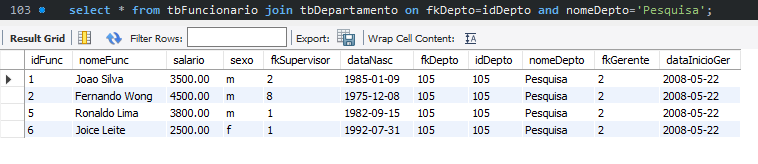 103 select * from tbFuncionario join tbDepartamento on fkDepto=idDepto and nomeDepto='Pesquisa';
Result Grid Filter Rows: Export: Wrap Cell Content:
idFunc nomeFunc salario sexo fkSupervisor dataNasc fkDepto idDepto nomeDepto fkGerente dataInicioGer
1 Joao Silva 3500.00 m 2 1985-01-09 105 105 Pesquisa 2 2008-05-22
2 Fernando Wong 4500.00 m 8 1975-12-08 105 105 Pesquisa 2 2008-05-22
5 Ronaldo Lima 3800.00 m 1 1982-09-15 105 105 Pesquisa 2 2008-05-22
6 Joice Leite 2500.00 f 1 1992-07-31 105 105 Pesquisa 2 2008-05-22